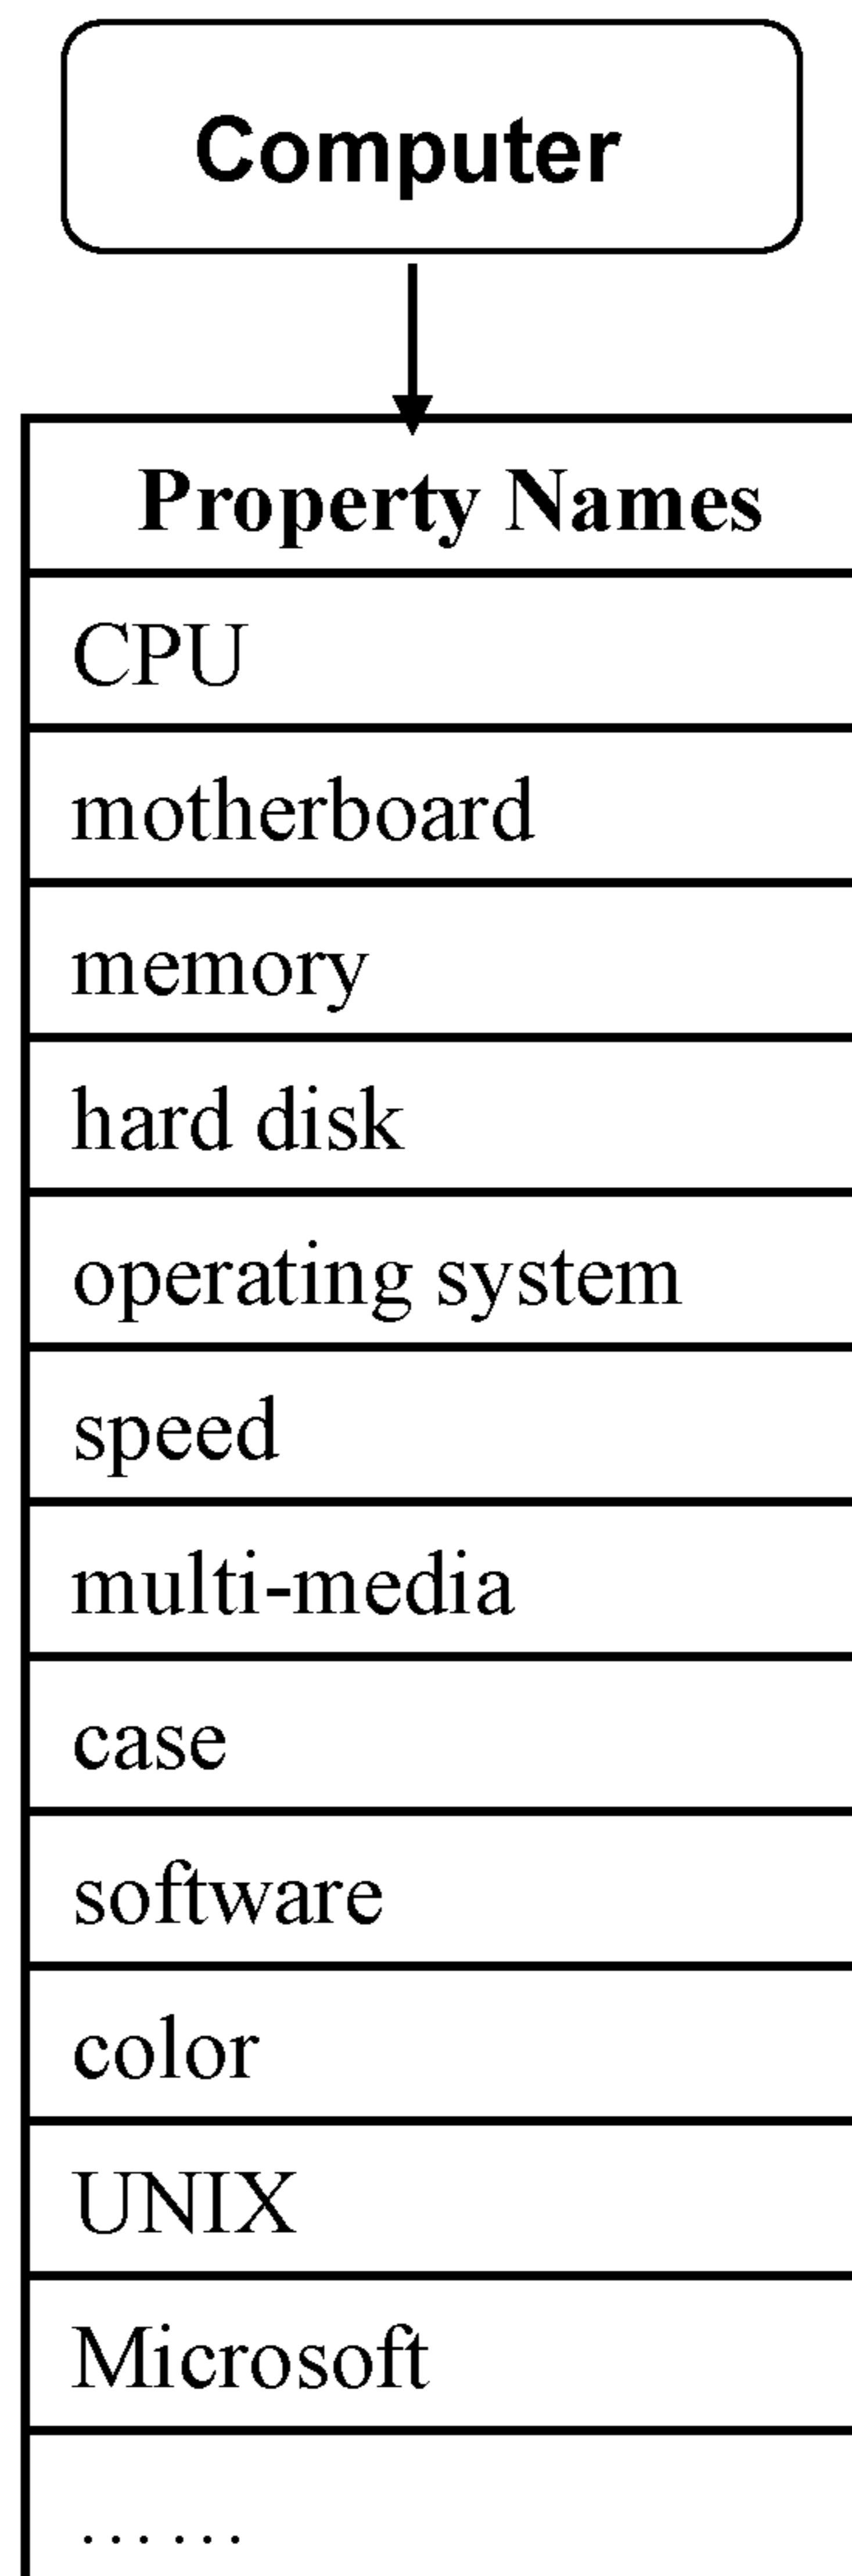 Computer
Property Names
CPU
motherboard
memory
hard disk
operating system
speed
multi-media
case
software
color
UNIX
Microsoft
……